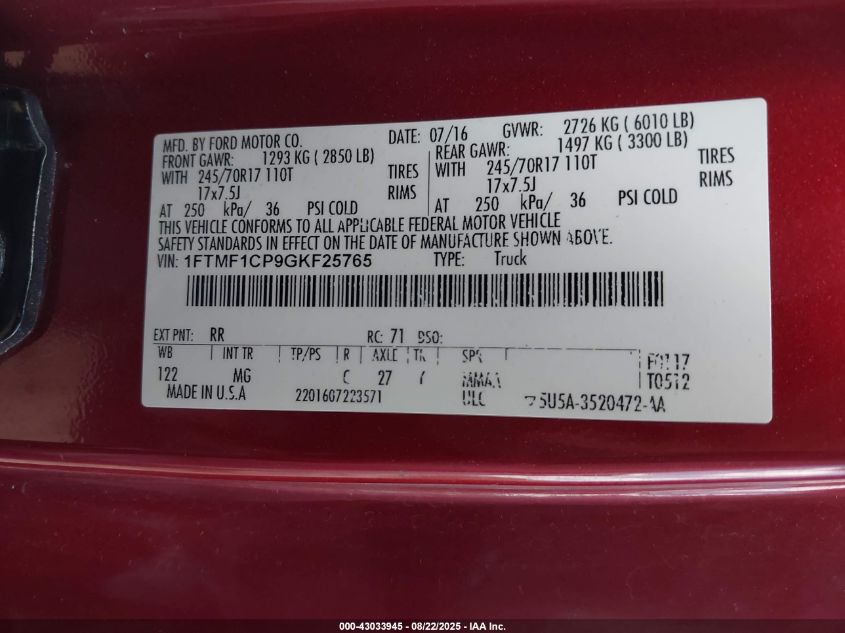 MFD. BY FORD MOTOR CO. DATE: 07/16 GVWR: 2726 KG ( 6010 LB)
FRONT GAWR: 1293 KG ( 2850 LB) REAR GAWR: 1497 KG ( 3300 LB)
WITH 245/70R17 110T TIRES WITH 245/70R17 110T TIRES
17x7.5J RIMS 17x7.5J RIMS
AT 250 kPa/ 36 PSI COLD AT 250 kPa/ 36 PSI COLD
THIS VEHICLE CONFORMS TO ALL APPLICABLE FEDERAL MOTOR VEHICLE
SAFETY STANDARDS IN EFFECT ON THE DATE OF MANUFACTURE SHOWN ABOVE.
VIN: 1FTMF1CP9GKF25765 TYPE: Truck
EXT PNT: RR RC: 71 DSO:
WB INT TR TP/PS R AXLE TR SPR
122 MG C 27
MADE IN U.S.A 2201607223571 5U5A-3520472-AA
000-43033945 - 08/22/2025 - IAA Inc.